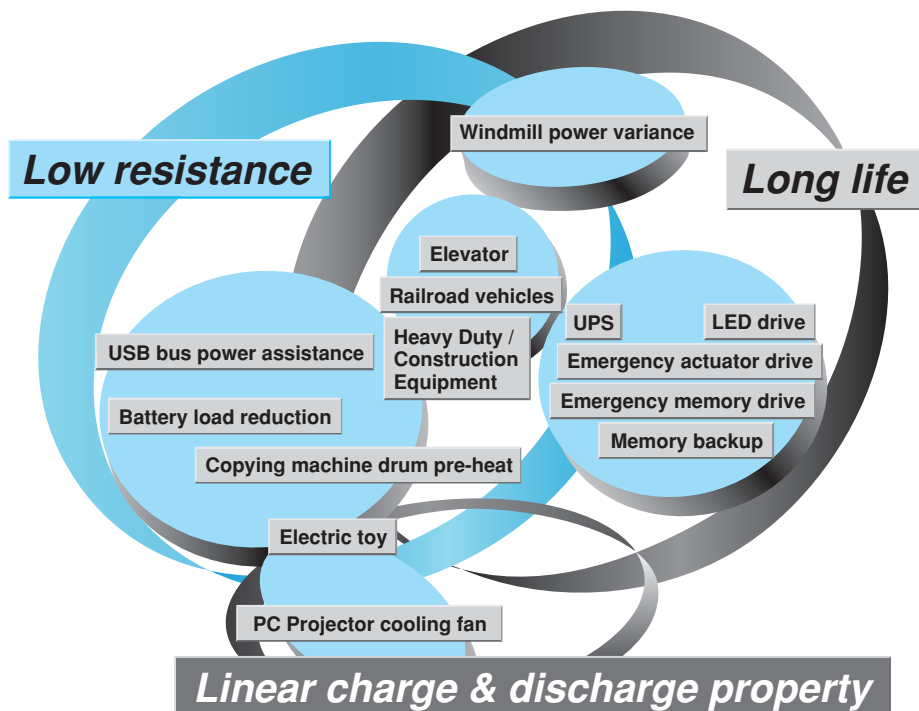 Windmill power variance
Low resistance
Long life
Elevator
Railroad vehicles
Heavy Duty /
Construction
Equipment
UPS
LED drive
Emergency actuator drive
Emergency memory drive
Memory backup
USB bus power assistance
Battery load reduction
Copying machine drum pre-heat
Electric toy
PC Projector cooling fan
Linear charge & discharge property